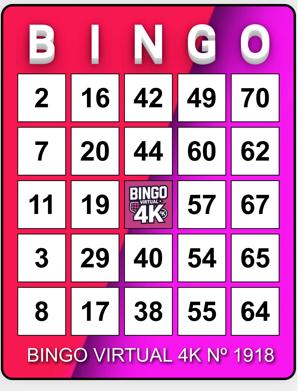 BINGO
2 16 42 49 70
7 20 44 60 62
11 19 BINGO VIRTUAL 4K 57 67
3 29 40 54 65
8 17 38 55 64
BINGO VIRTUAL 4K Nº 1918